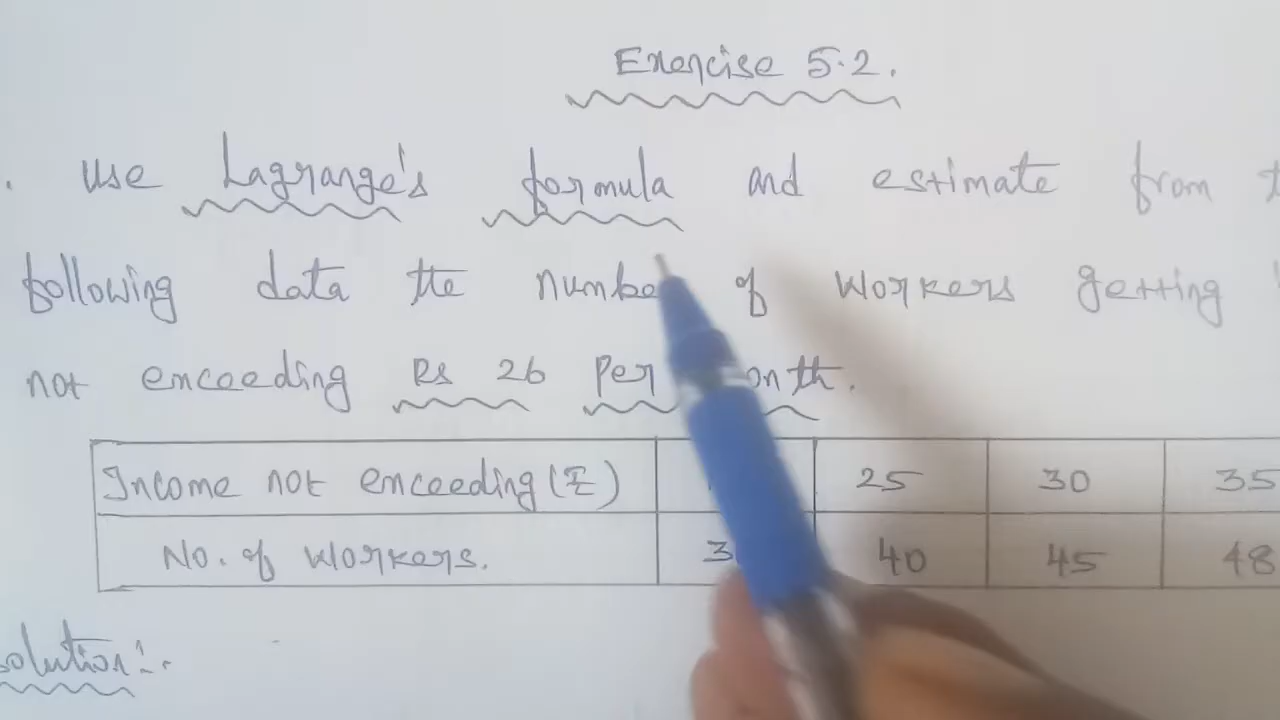 Exercise 5.2.
. Use Lagrange's formula and estimate from
following data the number of workers getting
not exceeding Rs 26 Per
Income not exceeding (₹) 25 30 35
No. of workers. 40 45 48
Solution:-